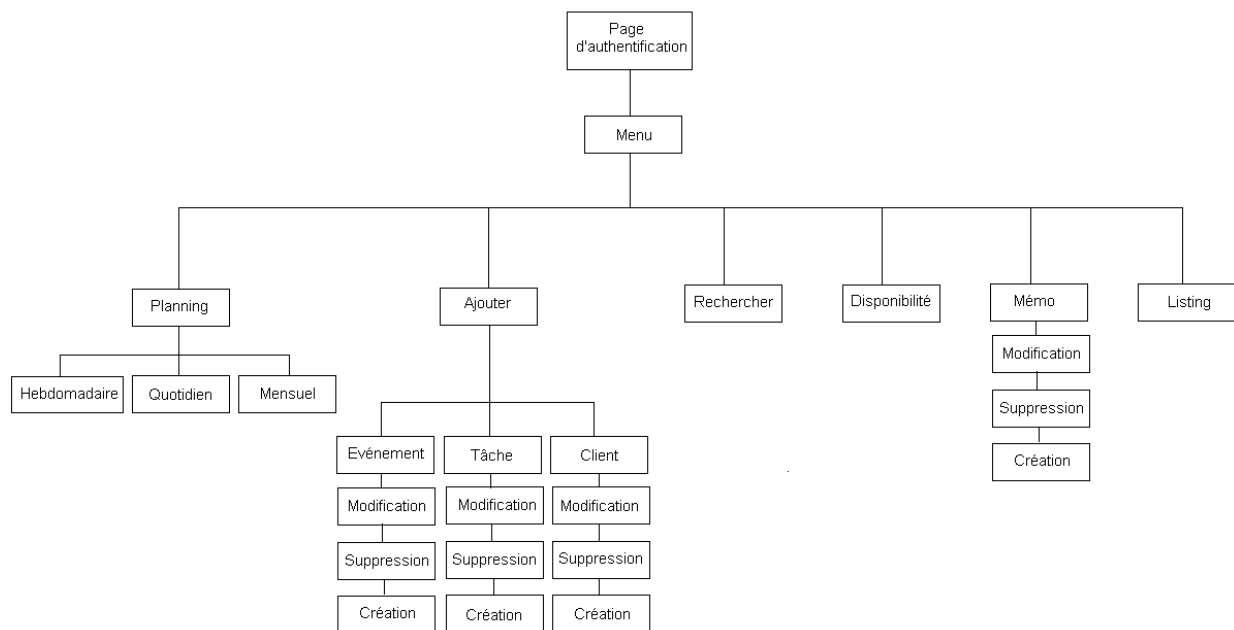 Page
d'authentification
Menu
Planning
Ajouter
Rechercher
Disponibilité
Mémo
Listing
Hebdomadaire
Quotidien
Mensuel
Modification
Suppression
Création
Evénement
Tâche
Client
Modification
Modification
Modification
Suppression
Suppression
Suppression
Création
Création
Création